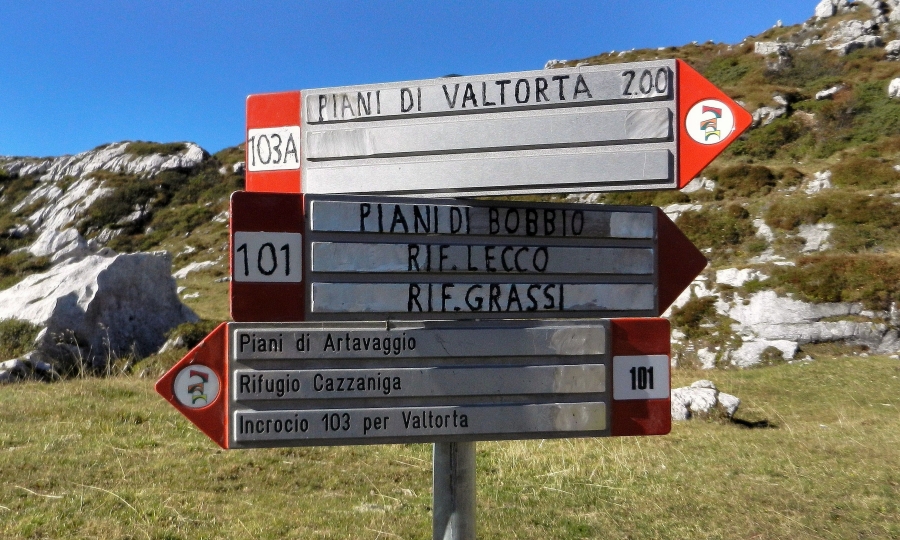 PIANI DI VALTORTA 2.00
103A
PIANI DI BOBBIO
101
RIF. LECCO
RIF. GRASSI
Piani di Artavaggio
Rifugio Cazzaniga
101
Incrocio 103 per Valtorta